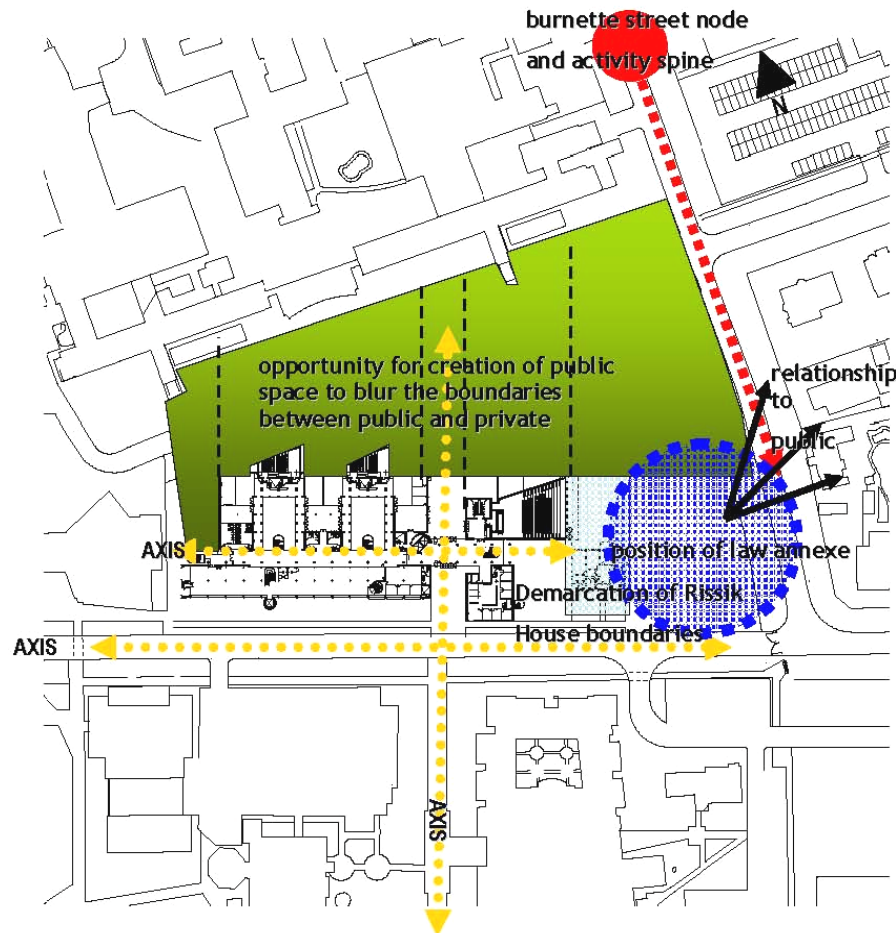 burnette street node
and activity spine
N
opportunity for creation of public
space to blur the boundaries
between public and private
relationship
to
public
AXIS
position of law annexe
Demarcation of Rissik
House boundaries
AXIS
AXIS